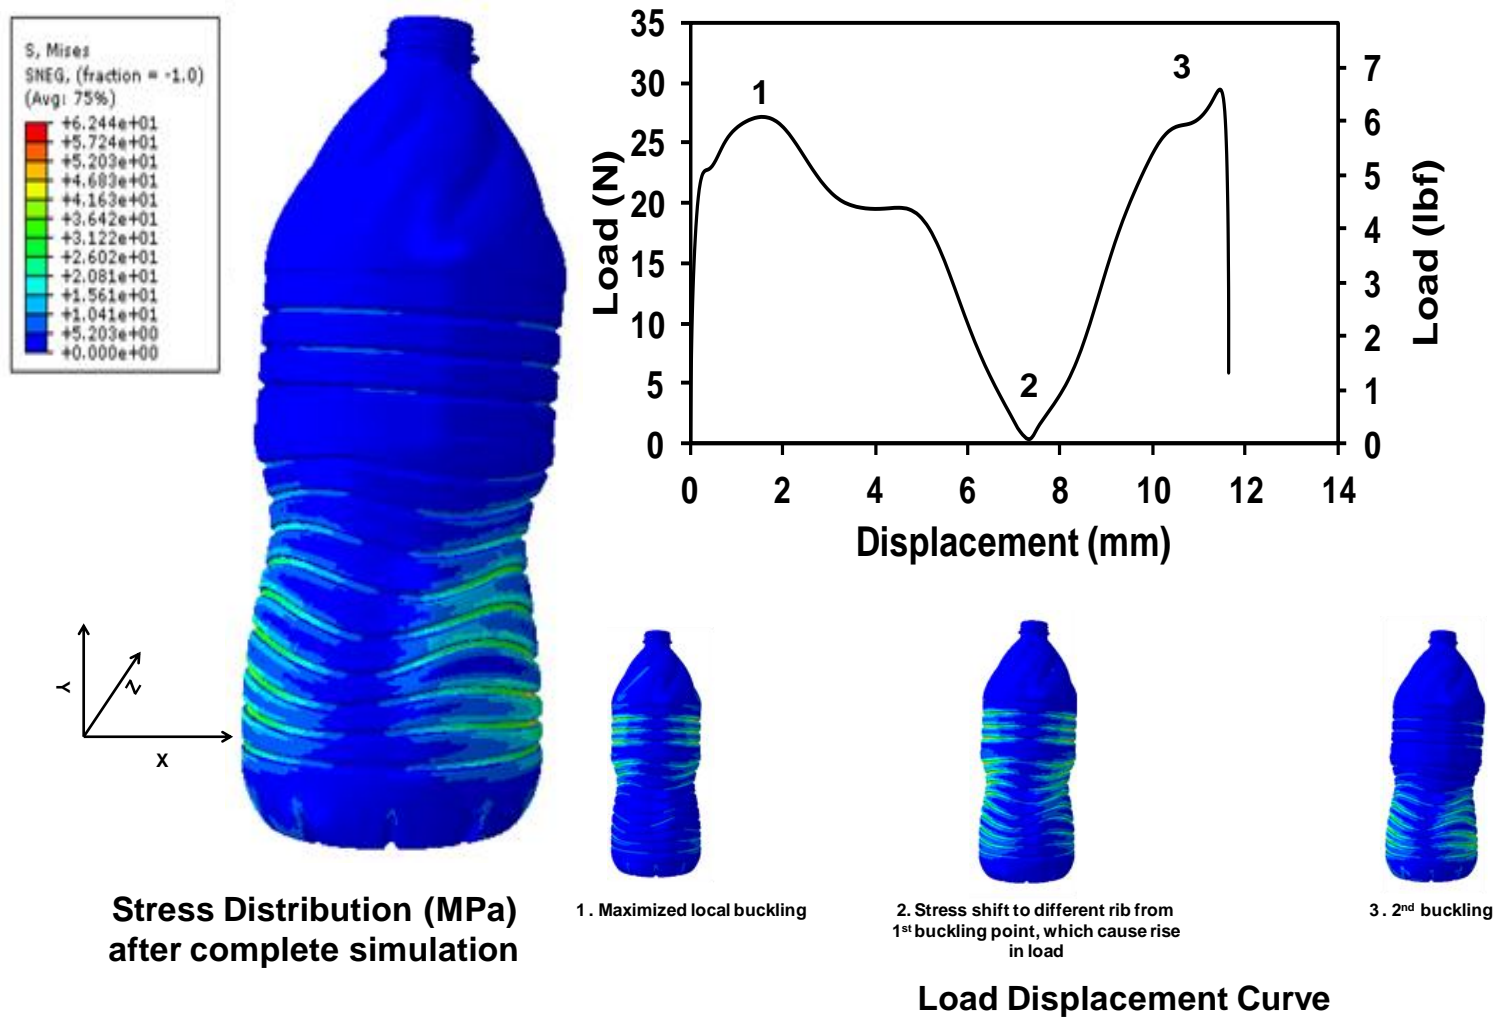 S, Mises
SNEG, (fraction = -1.0)
(Avg: 75%)
+6.244e+01
+5.724e+01
+5.203e+01
+4.683e+01
+4.163e+01
+3.642e+01
+3.122e+01
+2.602e+01
+2.081e+01
+1.561e+01
+1.041e+01
+5.203e+00
+0.000e+00
Y
Z
X
Stress Distribution (MPa)
after complete simulation
Load (N)
35
30
25
20
15
10
5
0
1
2
3
7
6
5
4
3
2
1
0
Load (lbf)
0
2
4
6
8
10
12
14
Displacement (mm)
1 . Maximized local buckling
2. Stress shift to different rib from
1st buckling point, which cause rise
in load
3 . 2nd buckling
Load Displacement Curve